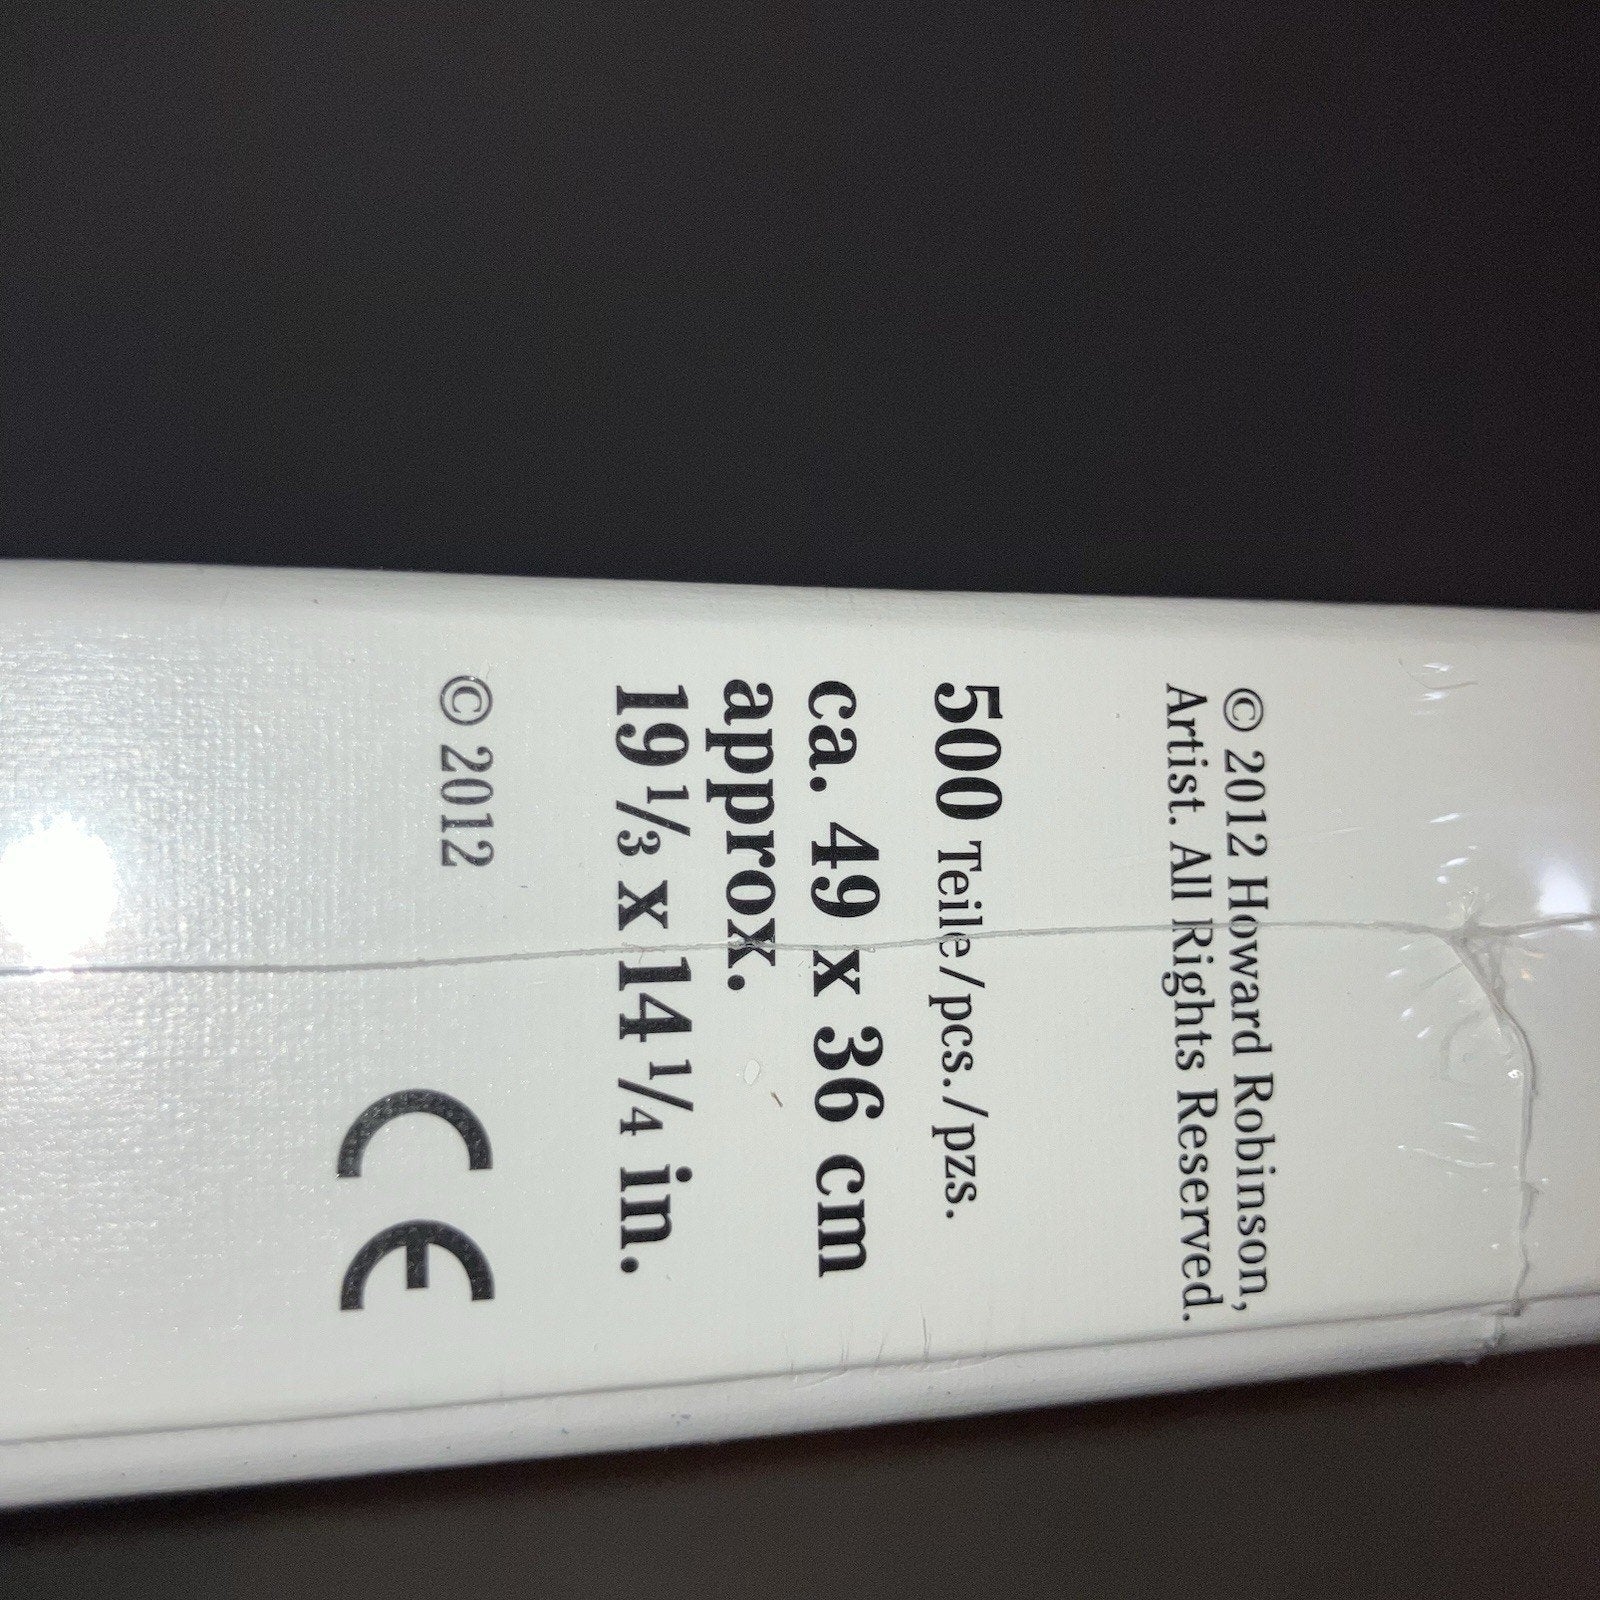 © 2012 Howard Robinson,
Artist. All Rights Reserved.
500 Teile/pcs./pzs.
ca. 49 x 36 cm
approx.
19 1/3 x 14 1/4 in.
© 2012
CE